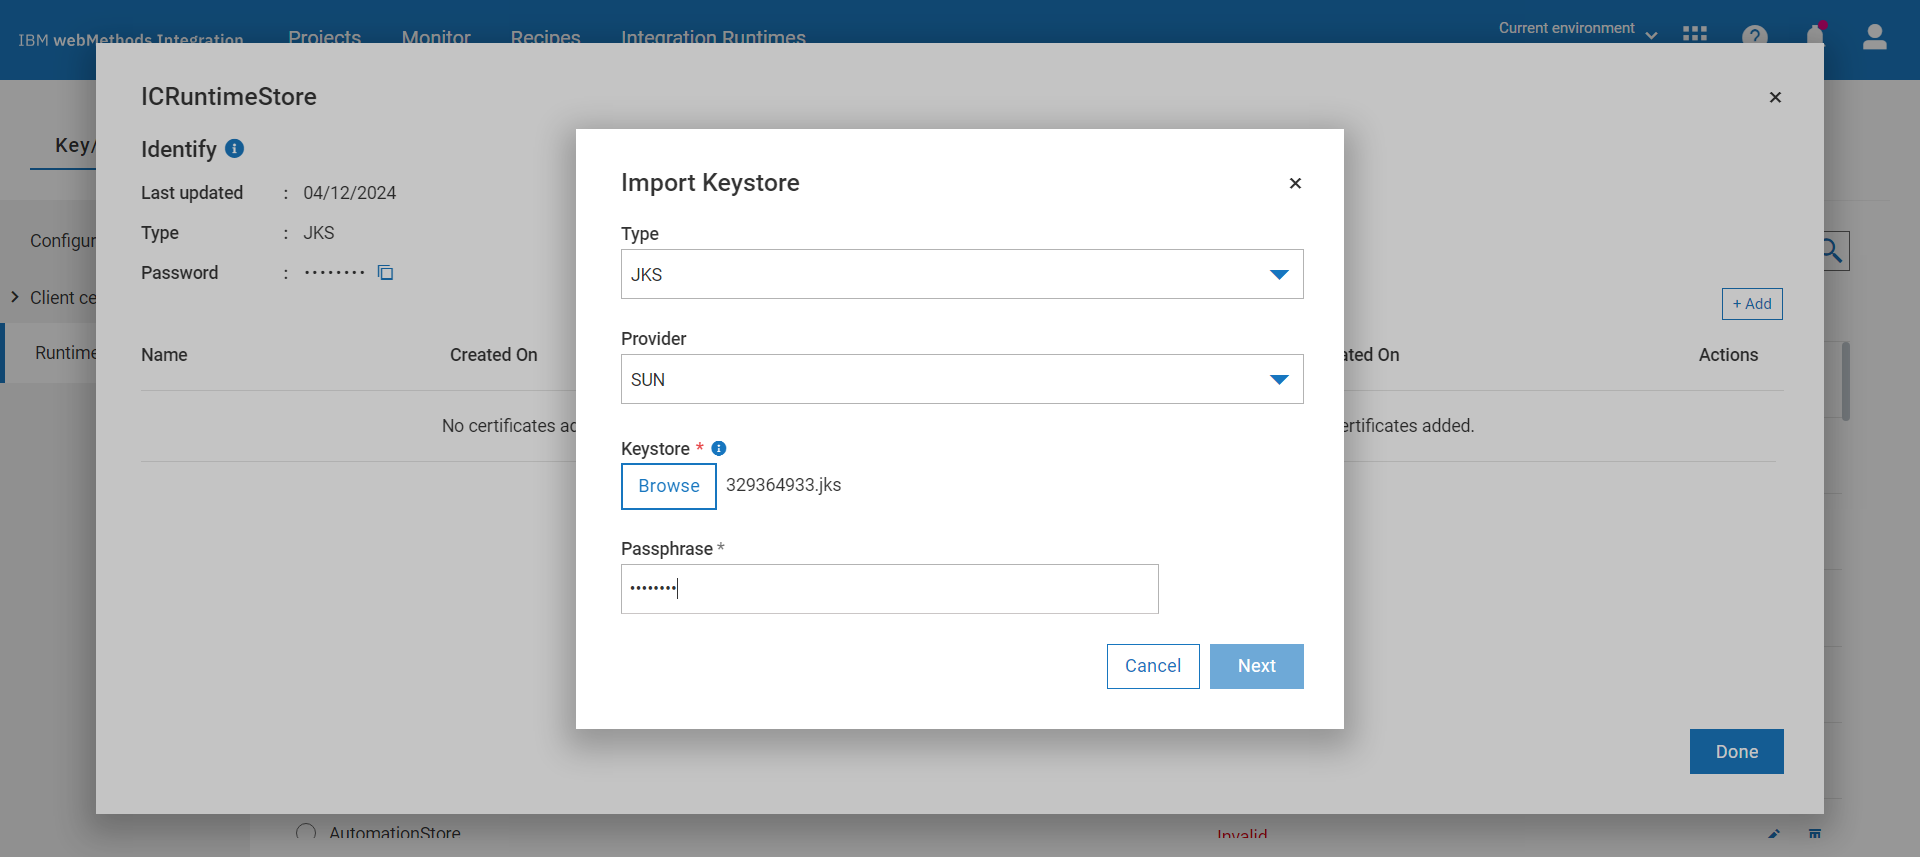 IBM webMethods Integration
Projects
Monitor
Recipes
Integration Runtimes
Current environment
ICRuntimeStore
Key/
Identify
Last updated : 04/12/2024
Type : JKS
Password : ••••••••
Configur
Client ce
Runtime
+ Add
Name
Created On
ated On
Actions
No certificates ad
ertificates added.
Import Keystore
Type
JKS
Provider
SUN
Keystore *
Browse
329364933.jks
Passphrase *
••••••••
Cancel
Next
Done
AutomationStore
Invalid